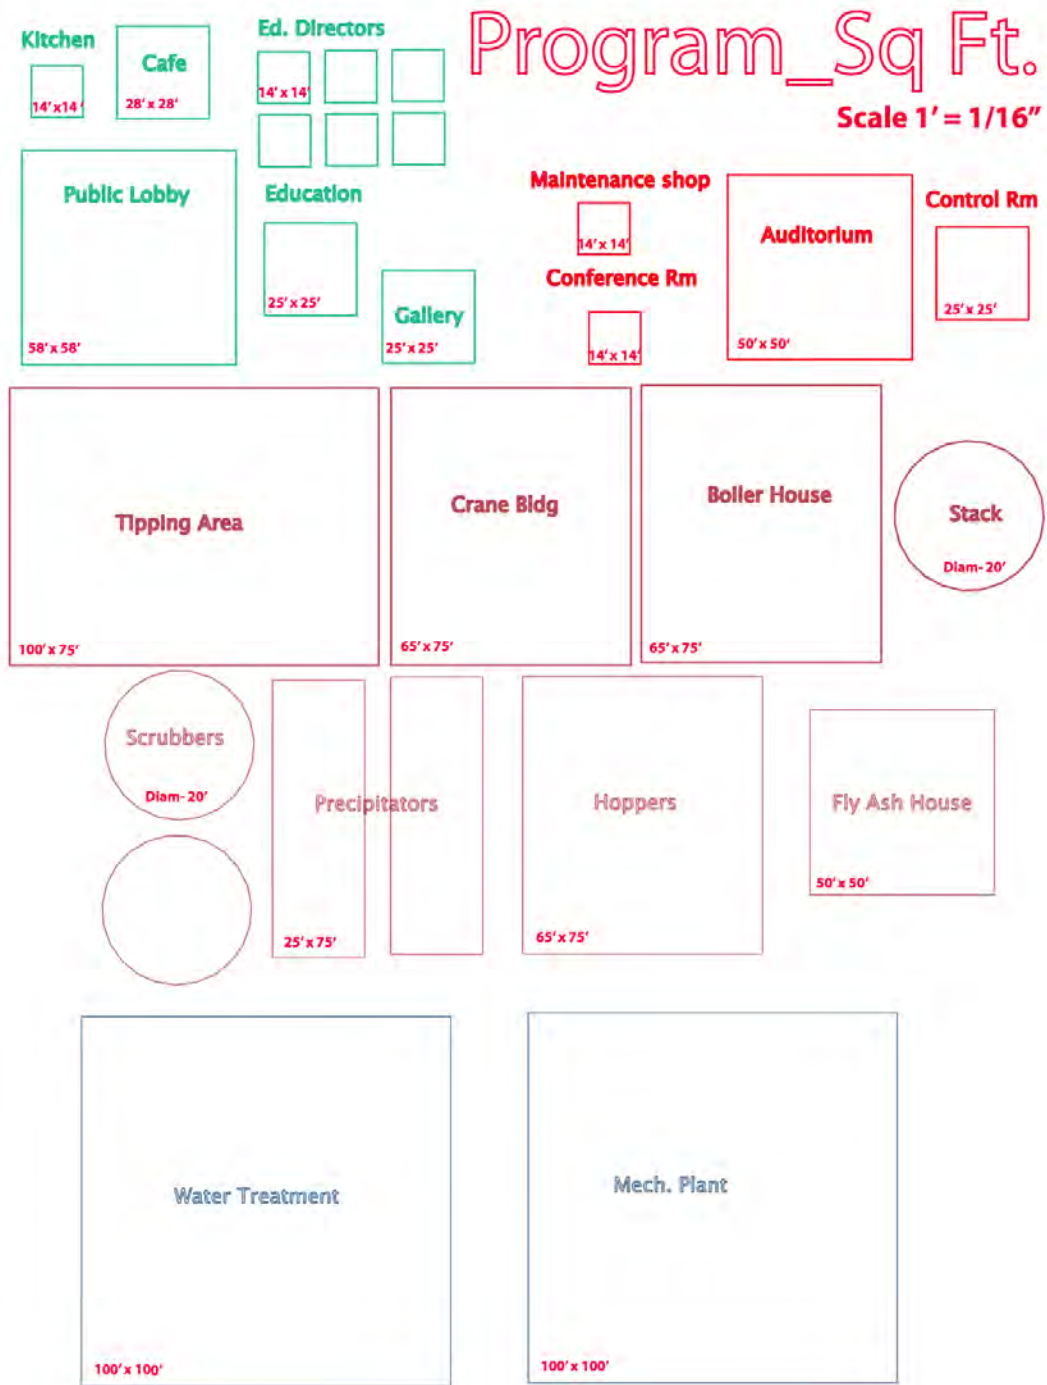 Program_Sq Ft.
Scale 1' = 1/16"
Kitchen
14' x14 '
Cafe
28' x 28'
Ed. Directors
14' x 14'
Public Lobby
58' x 58'
Education
25' x 25'
Gallery
25' x 25'
Maintenance shop
14' x 14'
Conference Rm
14' x 14'
Auditorium
50' x 50'
Control Rm
25' x 25'
Tipping Area
100' x 75'
Crane Bldg
65' x 75'
Boiler House
65' x 75'
Stack
Diam- 20'
Scrubbers
Diam- 20'
Precipitators
25' x 75'
Hoppers
65' x 75'
Fly Ash House
50' x 50'
Water Treatment
100' x 100'
Mech. Plant
100' x 100'